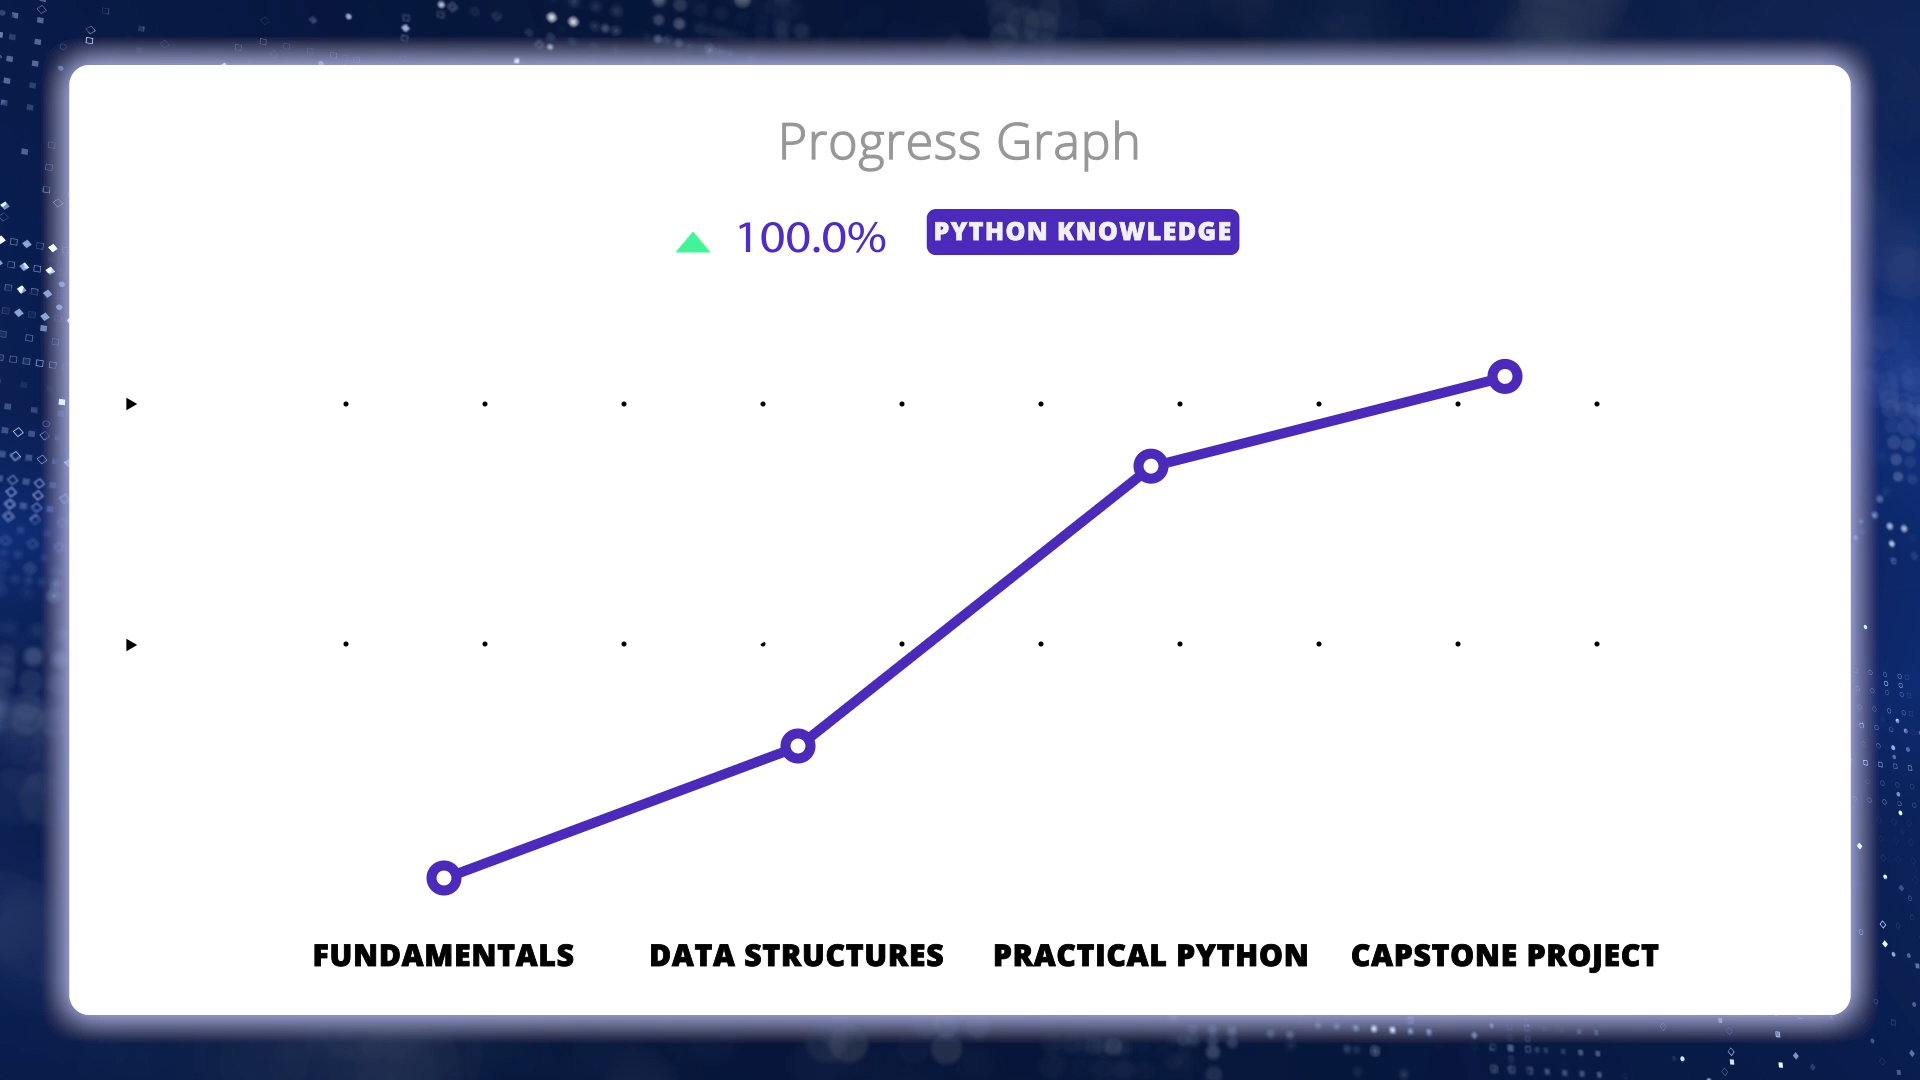 Progress Graph
100.0% PYTHON KNOWLEDGE
FUNDAMENTALS DATA STRUCTURES PRACTICAL PYTHON CAPSTONE PROJECT